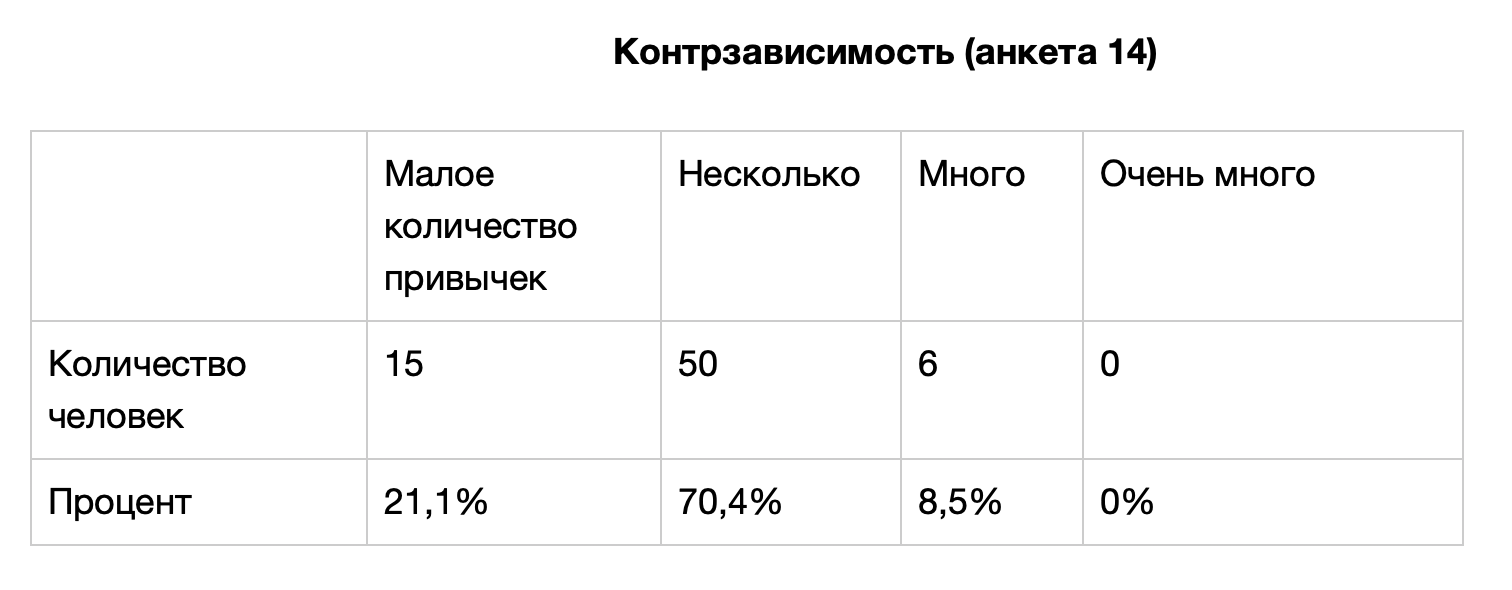 Контрзависимость (анкета 14)
Малое количество привычек Несколько Много Очень много
Количество человек 15 50 6 0
Процент 21,1% 70,4% 8,5% 0%